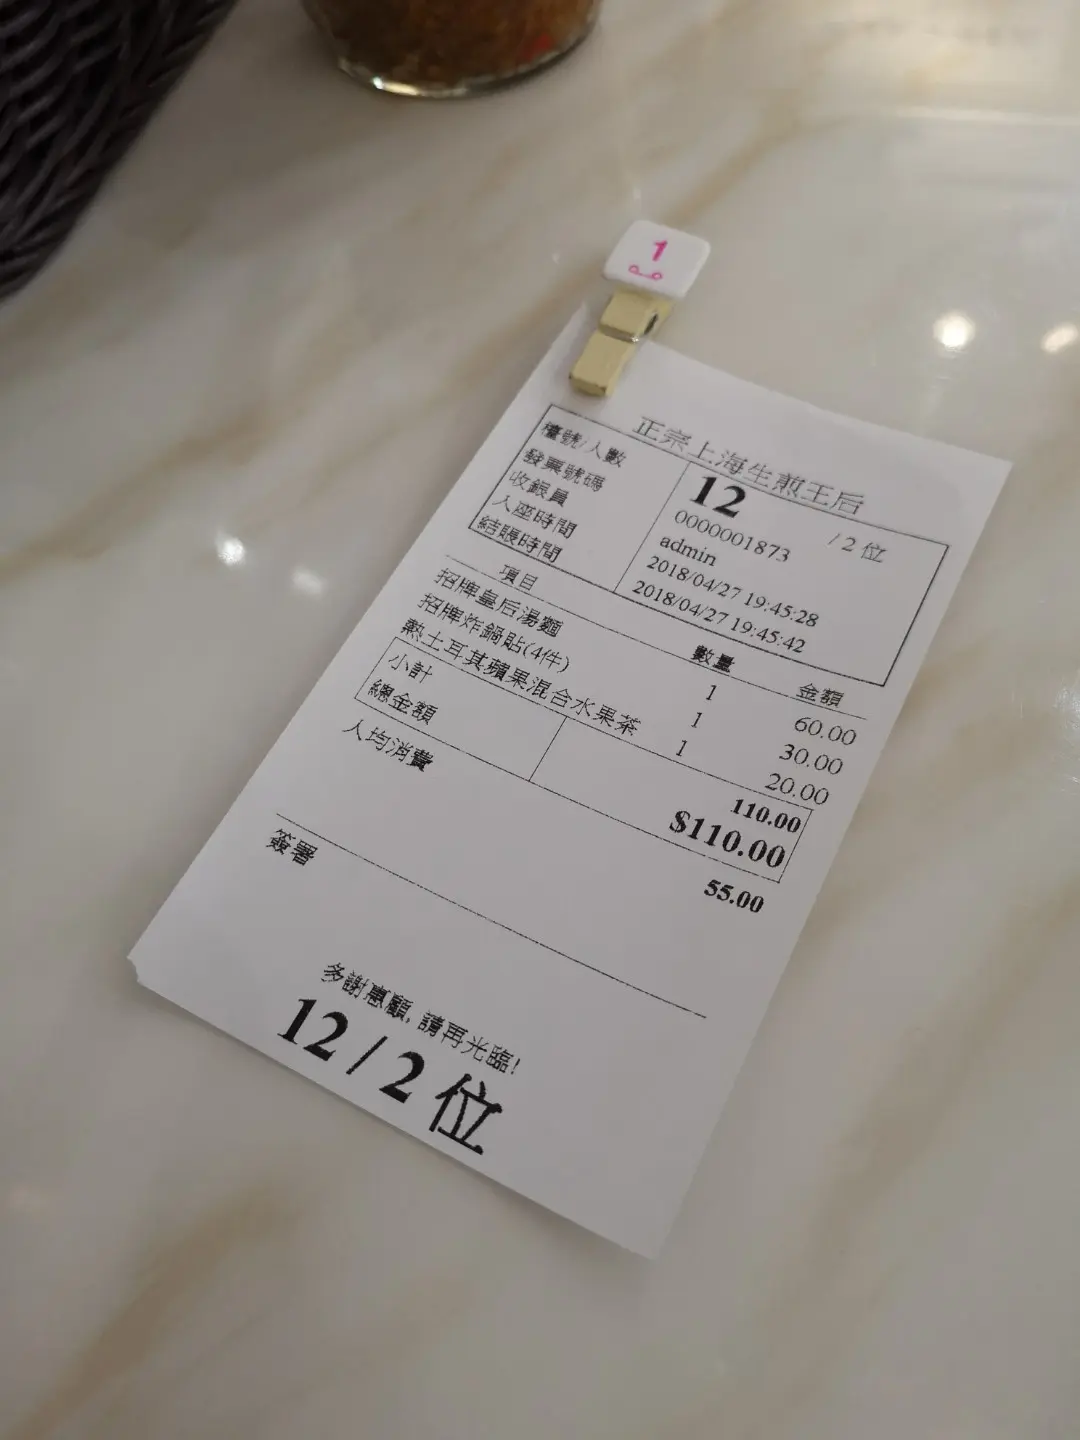 1
正宗上海生煎王后
檯號/人數 12 /2 位
發票號碼 0000001873
收銀員 admin
入座時間 2018/04/27 19:45:28
結賬時間 2018/04/27 19:45:42
項目 數量 金額
招牌皇后湯麵 1 60.00
招牌炸鍋貼(4件) 1 30.00
熱土耳其蘋果混合水果茶 1 20.00
小計 110.00
總金額 $110.00
人均消費 55.00
簽署
多謝惠顧, 請再光臨!
12 / 2 位